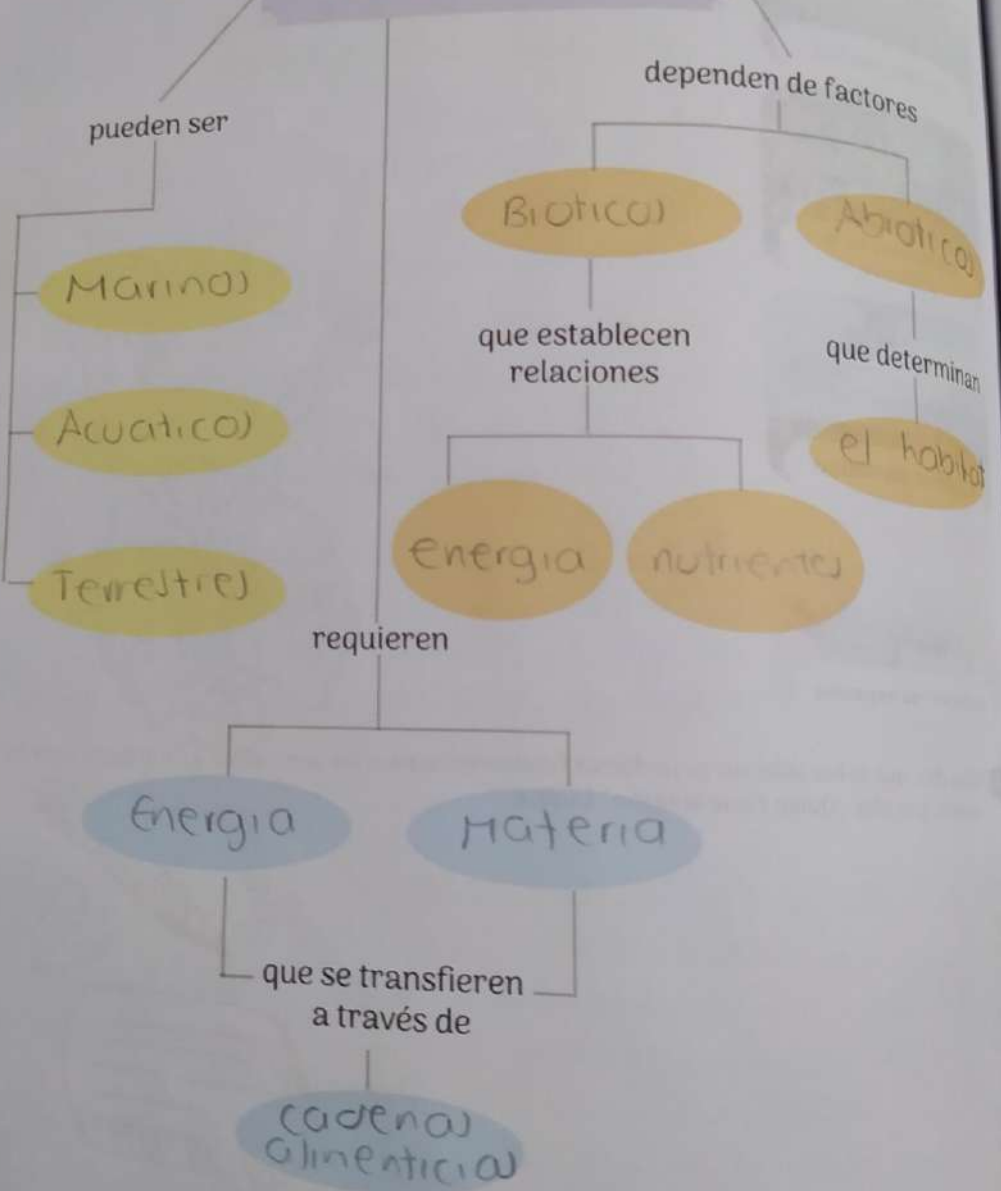 pueden ser
dependen de factores
Marinos
Acuaticos
Terrestres
Bioticos
Abioticos
que establecen
relaciones
que determinan
energia
nutrientes
el habitat
requieren
Energia
Materia
que se transfieren
a través de
cadenas
alimenticias